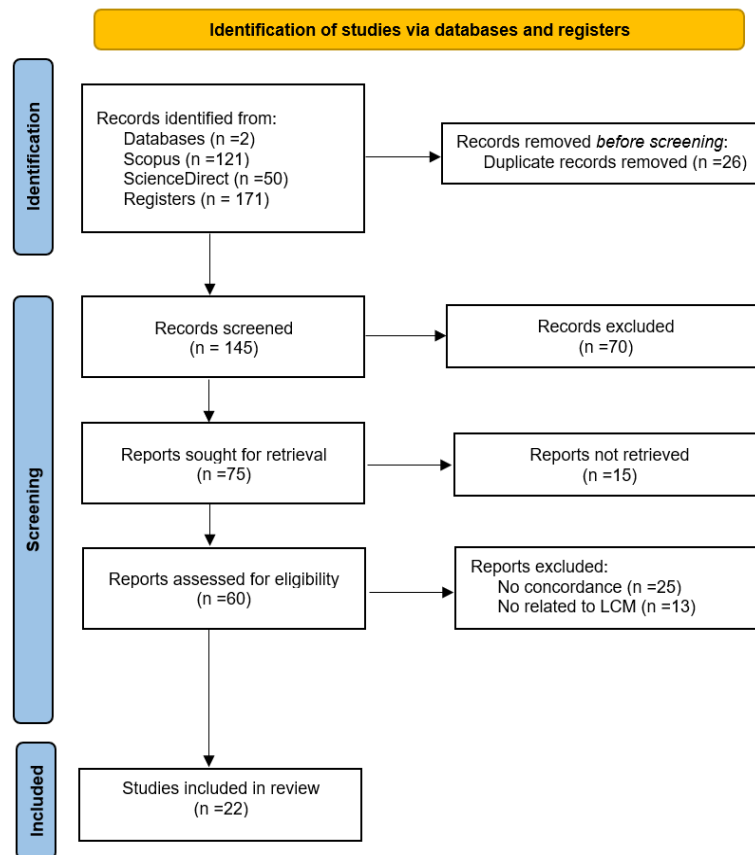 Identification of studies via databases and registers
Identification
Records identified from:
Databases (n =2)
Scopus (n =121)
ScienceDirect (n =50)
Registers (n = 171)
Records removed before screening:
Duplicate records removed (n =26)
Screening
Records screened
(n = 145)
Records excluded
(n =70)
Reports sought for retrieval
(n =75)
Reports not retrieved
(n =15)
Reports assessed for eligibility
(n =60)
Reports excluded:
No concordance (n =25)
No related to LCM (n =13)
Included
Studies included in review
(n =22)